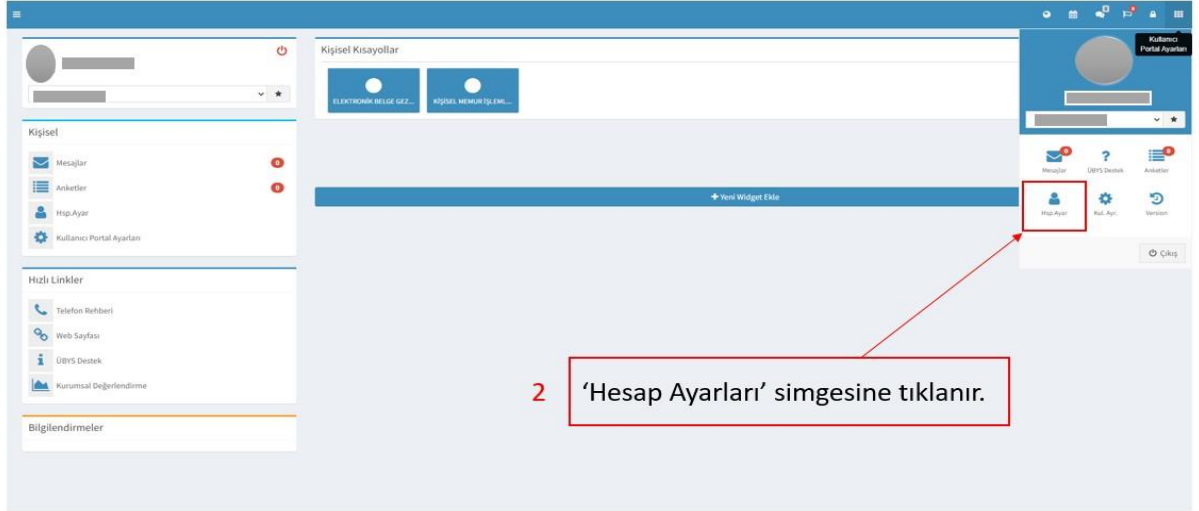 0
Kullanıcı
Portal Ayarları
Kişisel Kısayollar
ELEKTRONİK BELGE GEZ...
KİŞİSEL MEMUR İŞLEML...
Kişisel
Mesajlar
0
Anketler
0
Hsp.Ayar
Kullanıcı Portal Ayarları
Hızlı Linkler
Telefon Rehberi
Web Sayfası
ÜBYS Destek
Kurumsal Değerlendirme
Bilgilendirmeler
+ Yeni Widget Ekle
0
Mesajlar
?
ÜBYS Destek
0
Anketler
Hsp.Ayar
Kul. Ayr.
Version
Çıkış
2
‘Hesap Ayarları’ simgesine tıklanır.